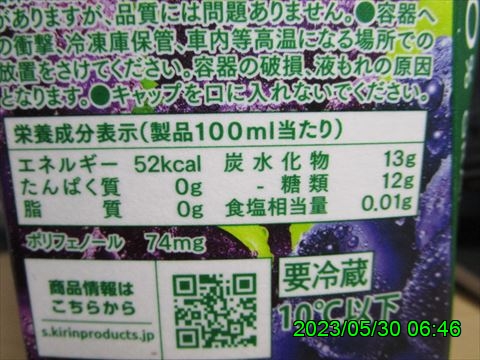 がありますが、品質には問題ありません。●容器へ
の衝撃、冷凍庫保管、車内等高温になる場所での
放置をさけてください。容器の破損、液もれの原因
となります。●キャップを口に入れないでください。
栄養成分表示(製品100ml当たり)
エネルギー 52kcal 炭水化物 13g
たんぱく質 0g - 糖類 12g
脂質 0g 食塩相当量 0.01g
ポリフェノール 74mg
商品情報は
こちらから
s.kirinproducts.jp
要冷蔵
10℃以下
2023/05/30 06:46